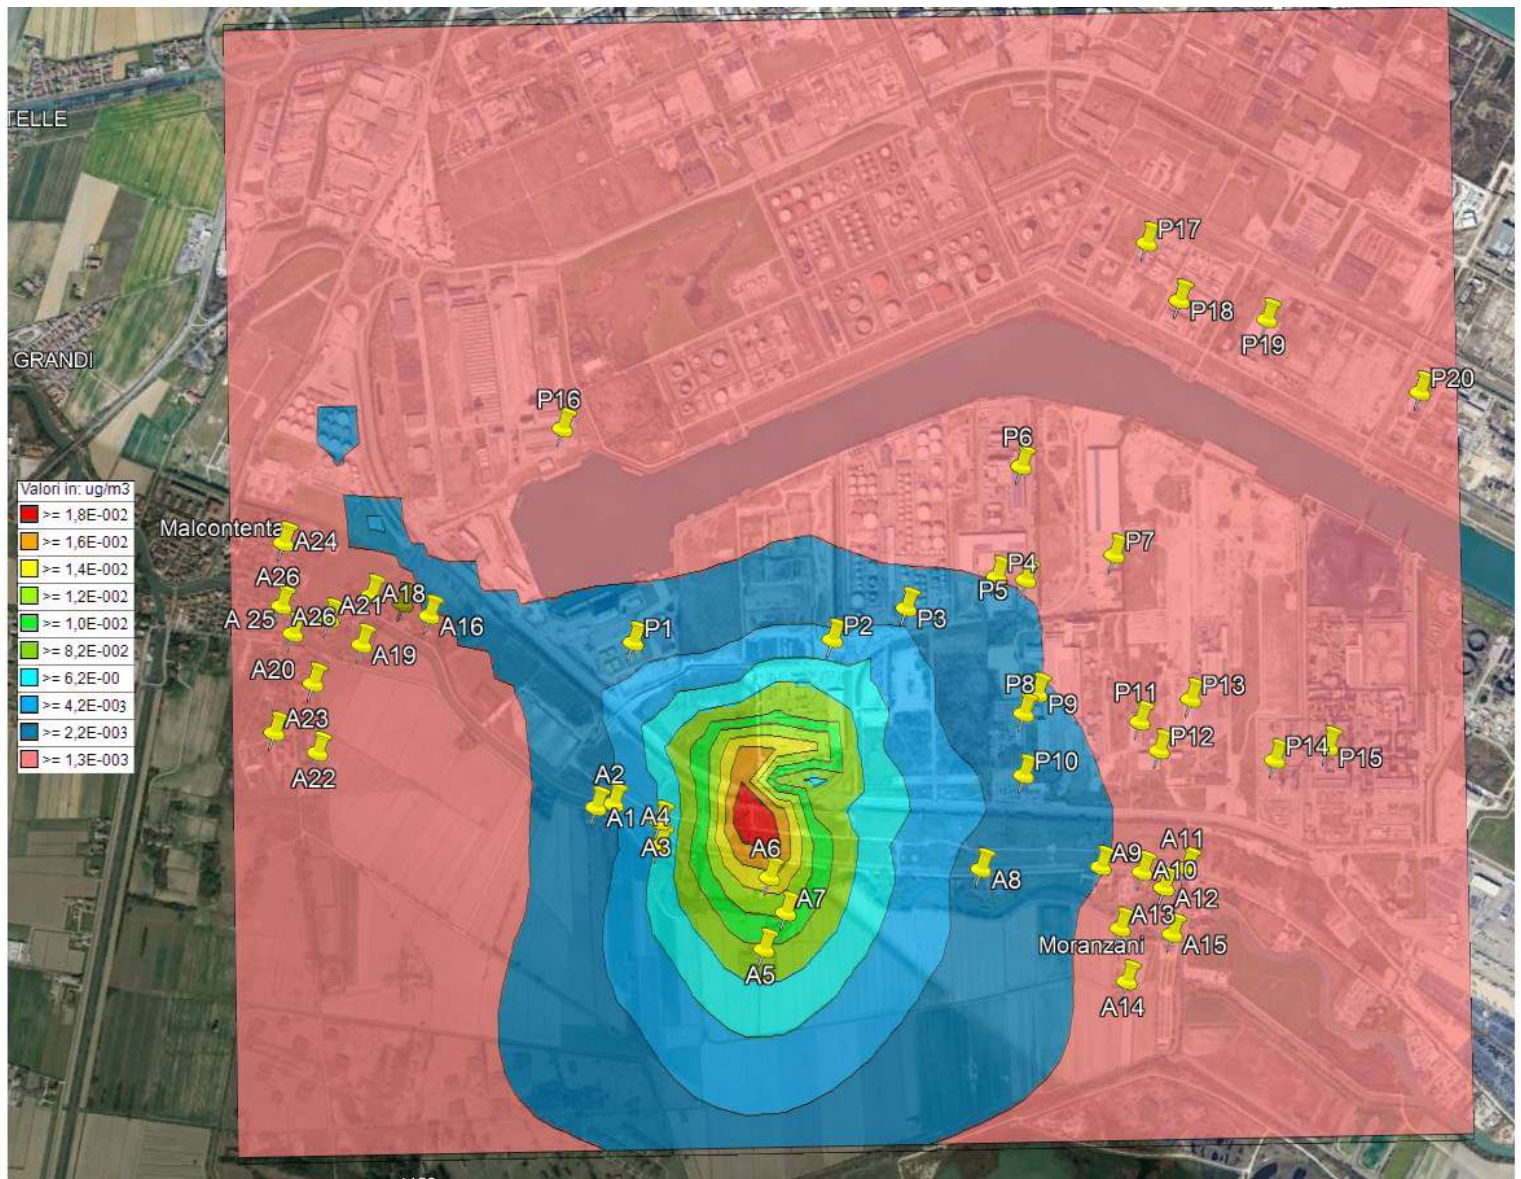 TELLE
P17
P18
P19
GRANDI
P20
P16
P6
Valori in: ug/m3
>= 1,8E-002
>= 1,6E-002
>= 1,4E-002
>= 1,2E-002
>= 1,0E-002
>= 8,2E-002
>= 6,2E-00
>= 4,2E-003
>= 2,2E-003
>= 1,3E-003
Malcontenta
A24
P7
P4
P5
A26
A18
A21
P3
A 25
A26
A16
P1
P2
A19
A20
P8
P9
P13
P11
A23
P12
P14
P15
A22
P10
A2
A1
A4
A3
A6
A11
A9
A10
A8
A7
A12
A13
Moranzani
A15
A5
A14